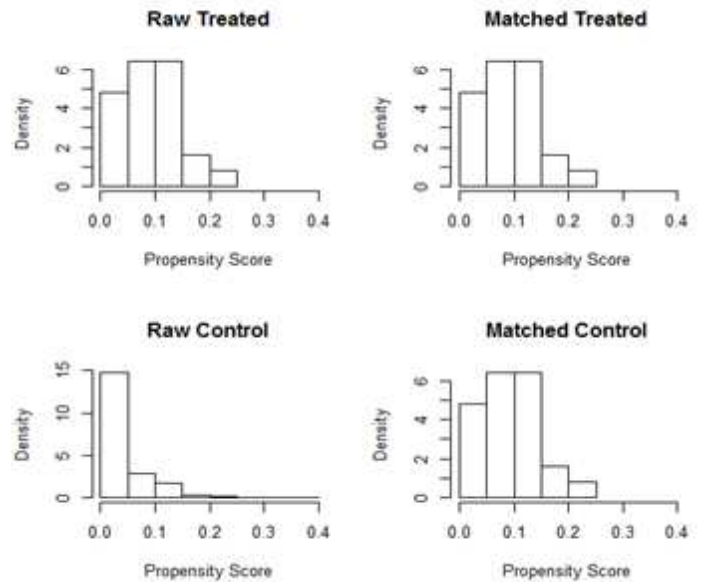 Raw Treated
Density
0 2 4 6
0.0 0.1 0.2 0.3 0.4
Propensity Score
Matched Treated
Density
0 2 4 6
0.0 0.1 0.2 0.3 0.4
Propensity Score
Raw Control
Density
0 5 10 15
0.0 0.1 0.2 0.3 0.4
Propensity Score
Matched Control
Density
0 2 4 6
0.0 0.1 0.2 0.3 0.4
Propensity Score